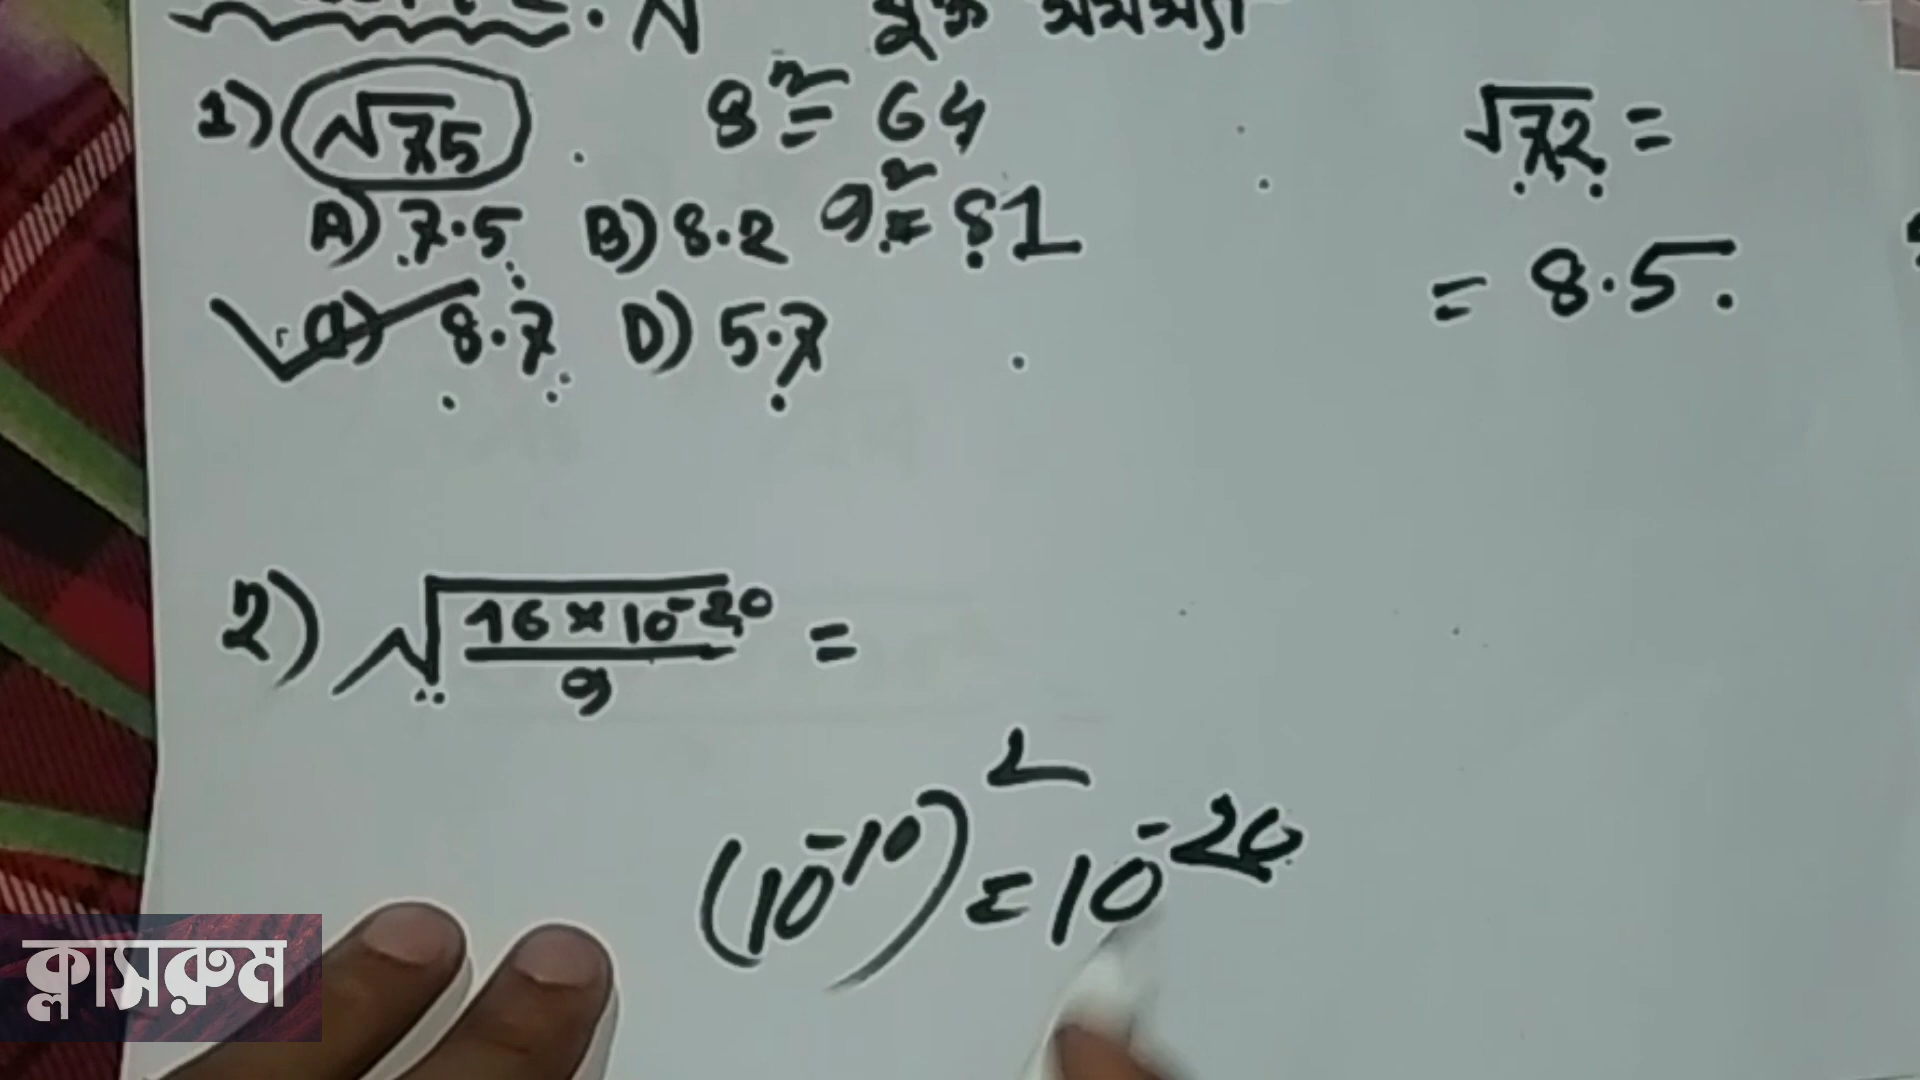 √ মুক্ত সমস্যা
1) √75 . 8² = 64
A) 7.5 B) 8.2 9² = 81
C) 8.7 D) 5.7
√72 =
= 8.5
2) √(16 × 10⁻²⁰ / 9) =
(10⁻¹⁰)² = 10⁻²⁰
ক্লাসরুম